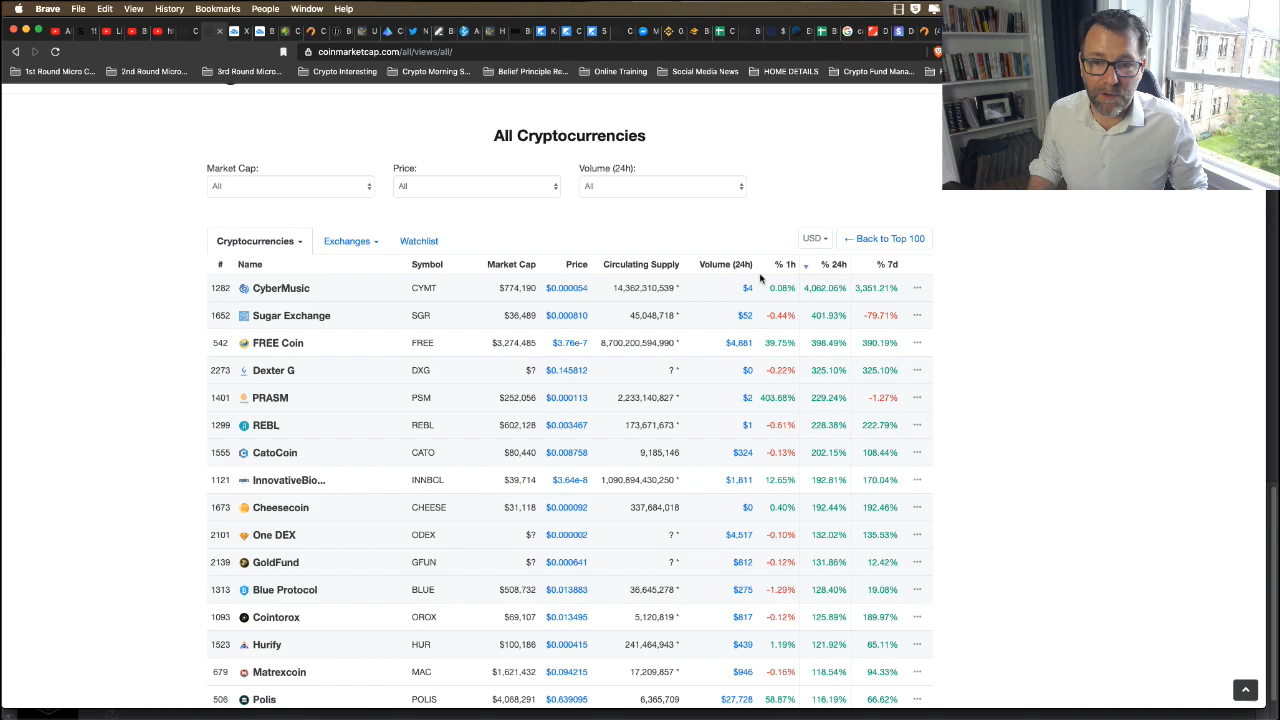 Brave File Edit View History Bookmarks People Window Help
coinmarketcap.com/all/views/all/
1st Round Micro C... 2nd Round Micro... 3rd Round Micro... Crypto Interesting Crypto Morning S... Belief Principle Re... Online Training Social Media News HOME DETAILS Crypto Fund Mana...
All Cryptocurrencies
Market Cap: Price: Volume (24h):
All All All
Cryptocurrencies Exchanges Watchlist USD ← Back to Top 100
# Name Symbol Market Cap Price Circulating Supply Volume (24h) % 1h % 24h % 7d
1282 CyberMusic CYMT $774,190 $0.000054 14,362,310,539 * $4 0.08% 4,062.06% 3,351.21%
1652 Sugar Exchange SGR $36,489 $0.000810 45,048,718 * $52 -0.44% 401.93% -79.71%
542 FREE Coin FREE $3,274,485 $3.76e-7 8,700,200,594,990 * $4,881 39.75% 398.49% 390.19%
2273 Dexter G DXG $? $0.145812 ? * $0 -0.22% 325.10% 325.10%
1401 PRASM PSM $252,056 $0.000113 2,233,140,827 * $2 403.68% 229.24% -1.27%
1299 REBL REBL $602,128 $0.003467 173,671,673 * $1 -0.61% 228.38% 222.79%
1555 CatoCoin CATO $80,440 $0.008758 9,185,146 $324 -0.13% 202.15% 108.44%
1121 InnovativeBio... INNBCL $39,714 $3.64e-8 1,090,894,430,250 * $1,811 12.65% 192.81% 170.04%
1673 Cheesecoin CHEESE $31,118 $0.000092 337,684,018 $0 0.40% 192.44% 192.46%
2101 One DEX ODEX $? $0.000002 ? * $4,517 -0.10% 132.02% 135.53%
2139 GoldFund GFUN $? $0.000641 ? * $612 -0.12% 131.86% 12.42%
1313 Blue Protocol BLUE $508,732 $0.013883 36,645,278 * $275 -1.29% 128.40% 19.08%
1093 Cointorox OROX $69,107 $0.013495 5,120,819 * $617 -0.12% 125.89% 189.97%
1523 Hurify HUR $100,186 $0.000415 241,464,943 * $439 1.19% 121.92% 65.11%
679 Matrexcoin MAC $1,621,432 $0.094215 17,209,857 * $946 -0.16% 118.54% 94.33%
506 Polis POLIS $4,068,291 $0.639095 6,365,709 $27,728 58.87% 116.19% 66.62%